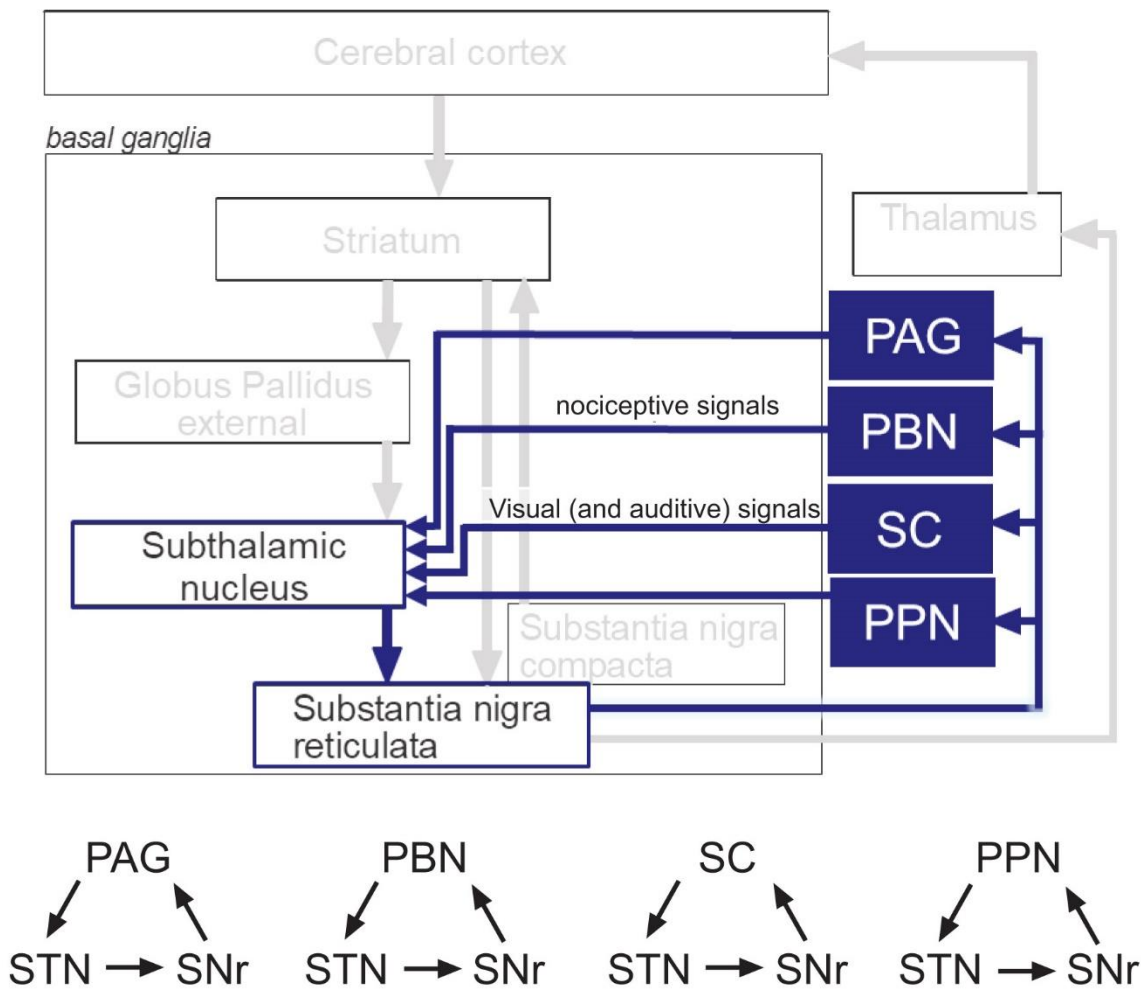 Cerebral cortex
basal ganglia
Striatum
Thalamus
PAG
Globus Pallidus
external
nociceptive signals
PBN
Visual (and auditive) signals
SC
Subthalamic
nucleus
PPN
Substantia nigra
compacta
Substantia nigra
reticulata
PAG
PBN
SC
PPN
STN
SNr
STN
SNr
STN
SNr
STN
SNr